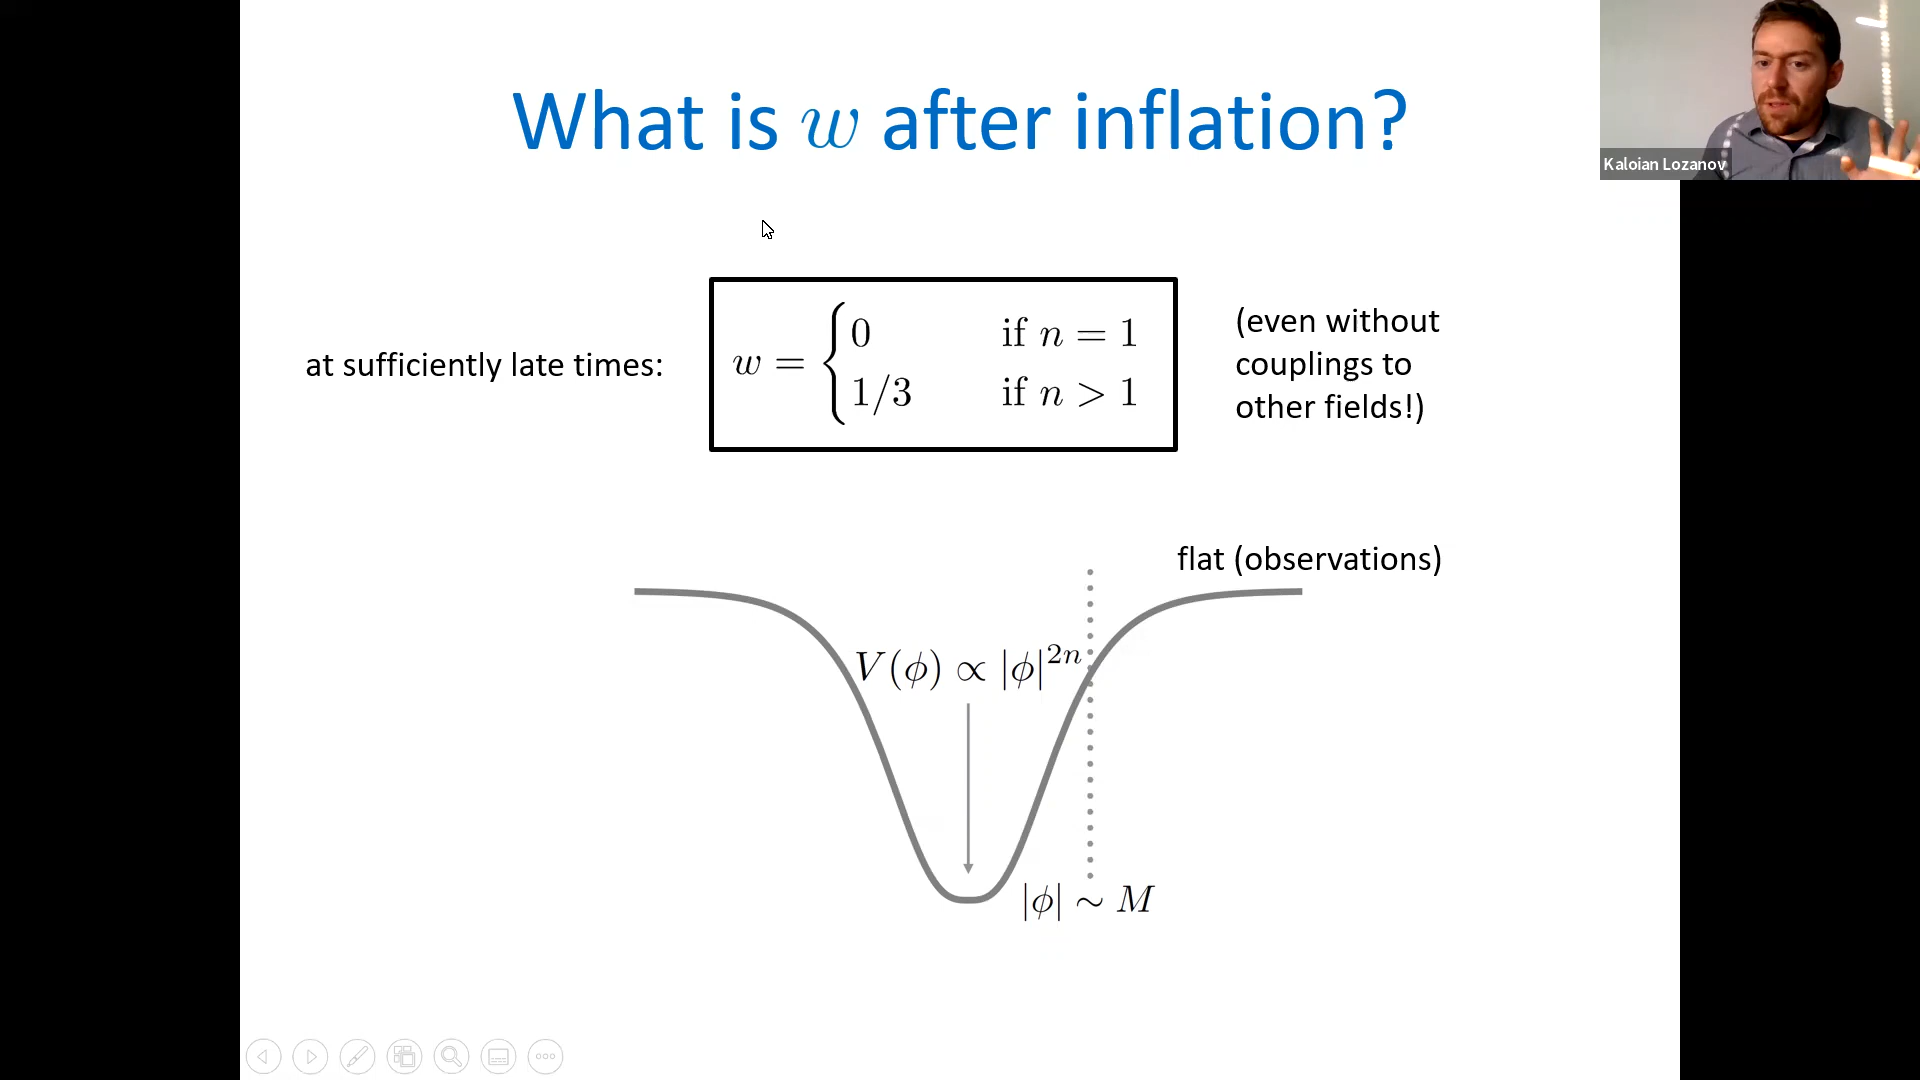 What is w after inflation?
Kaloian Lozanov
at sufficiently late times:
w = { 0 if n = 1
1/3 if n > 1
(even without
couplings to
other fields!)
flat (observations)
V(ϕ) ∝ |ϕ|^{2n}
|ϕ| ∼ M